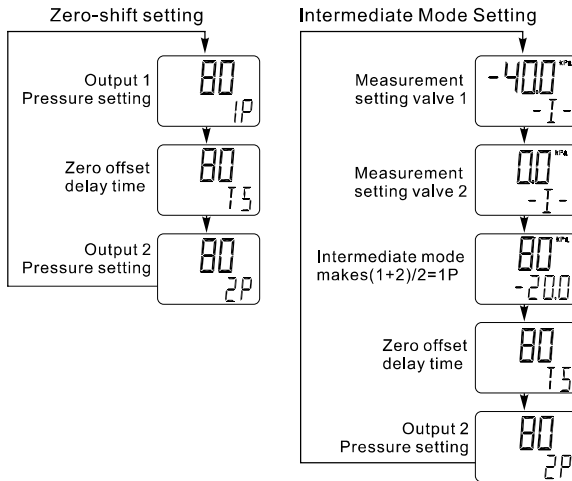 Zero-shift setting
Output 1
Pressure setting
80
1P
Zero offset
delay time
80
T5
Output 2
Pressure setting
80
2P
Intermediate Mode Setting
Measurement
setting valve 1
-40.0 kPa
-I-
Measurement
setting valve 2
0.0 kPa
-I-
Intermediate mode
makes(1+2)/2=1P
80 kPa
-20.0
Zero offset
delay time
80
T5
Output 2
Pressure setting
80
2P